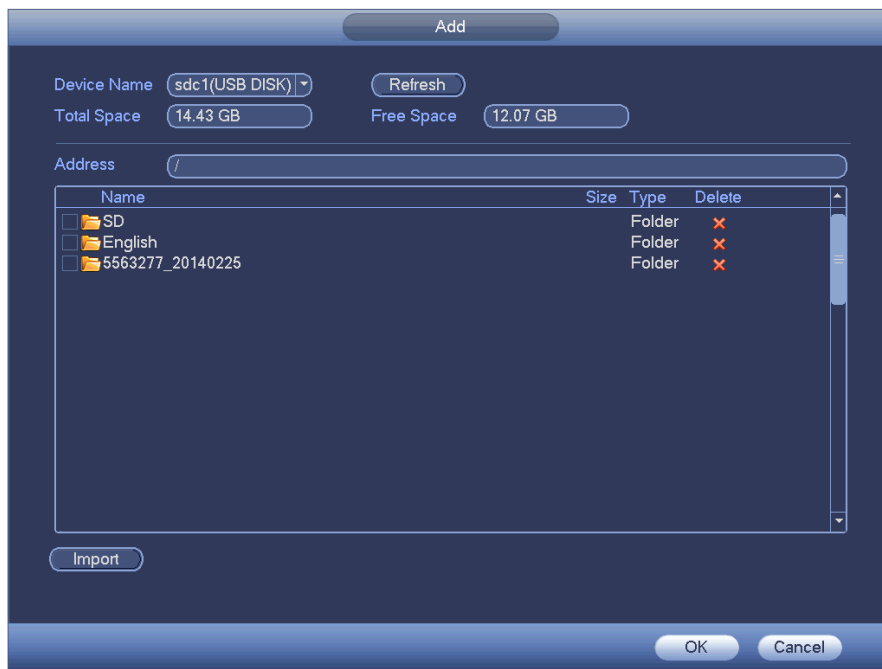 Add
Device Name sdc1(USB DISK) Refresh
Total Space 14.43 GB Free Space 12.07 GB
Address /
Name Size Type Delete
SD Folder
English Folder
5563277_20140225 Folder
Import
OK Cancel